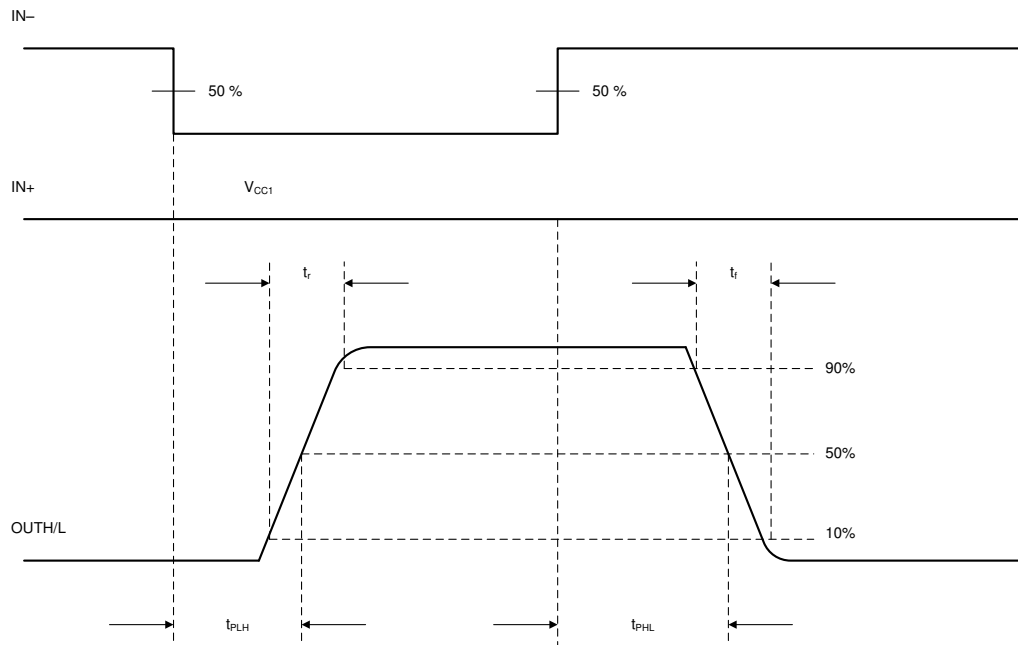 IN–
50 %
50 %
IN+
VCC1
tr
tf
90%
50%
10%
OUTH/L
tPLH
tPHL